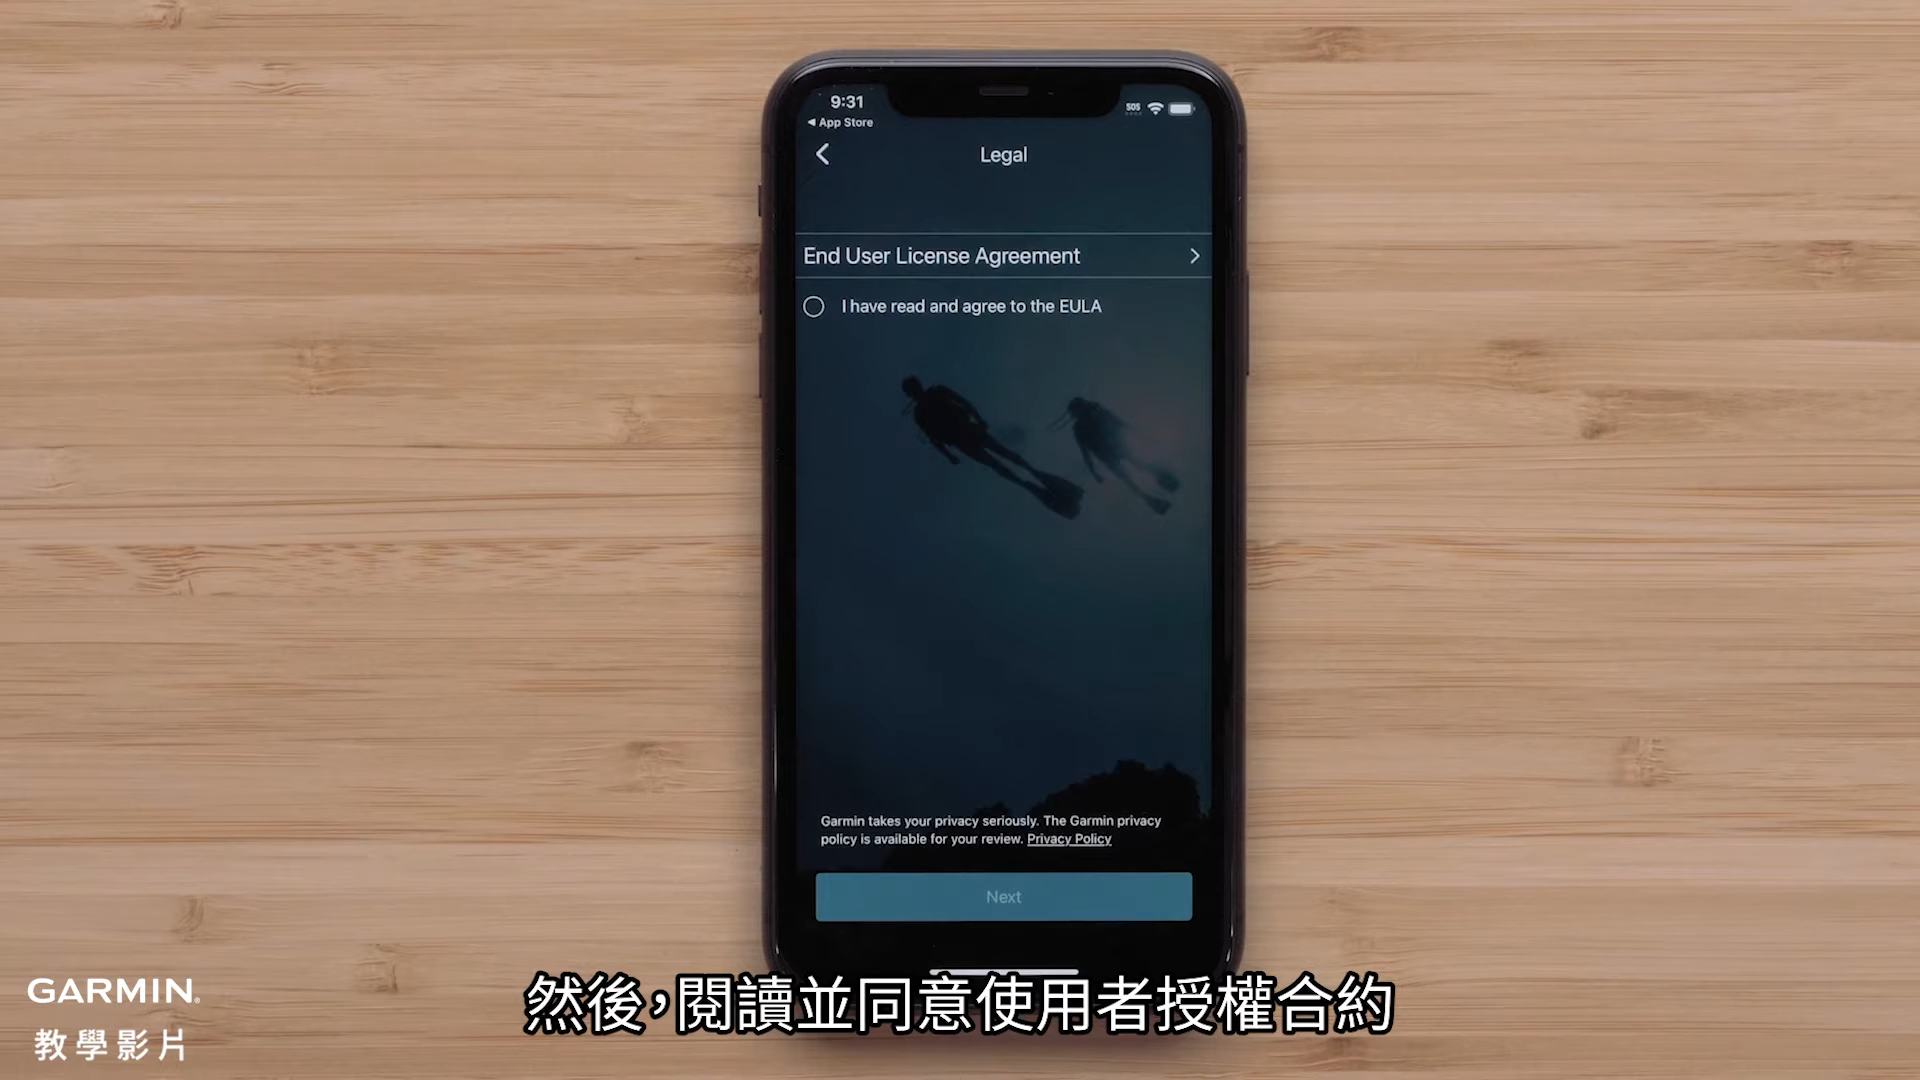 9:31
SOS
◀ App Store
Legal
End User License Agreement
I have read and agree to the EULA
Garmin takes your privacy seriously. The Garmin privacy
policy is available for your review. Privacy Policy
Next
然後，閱讀並同意使用者授權合約
GARMIN®
教學影片